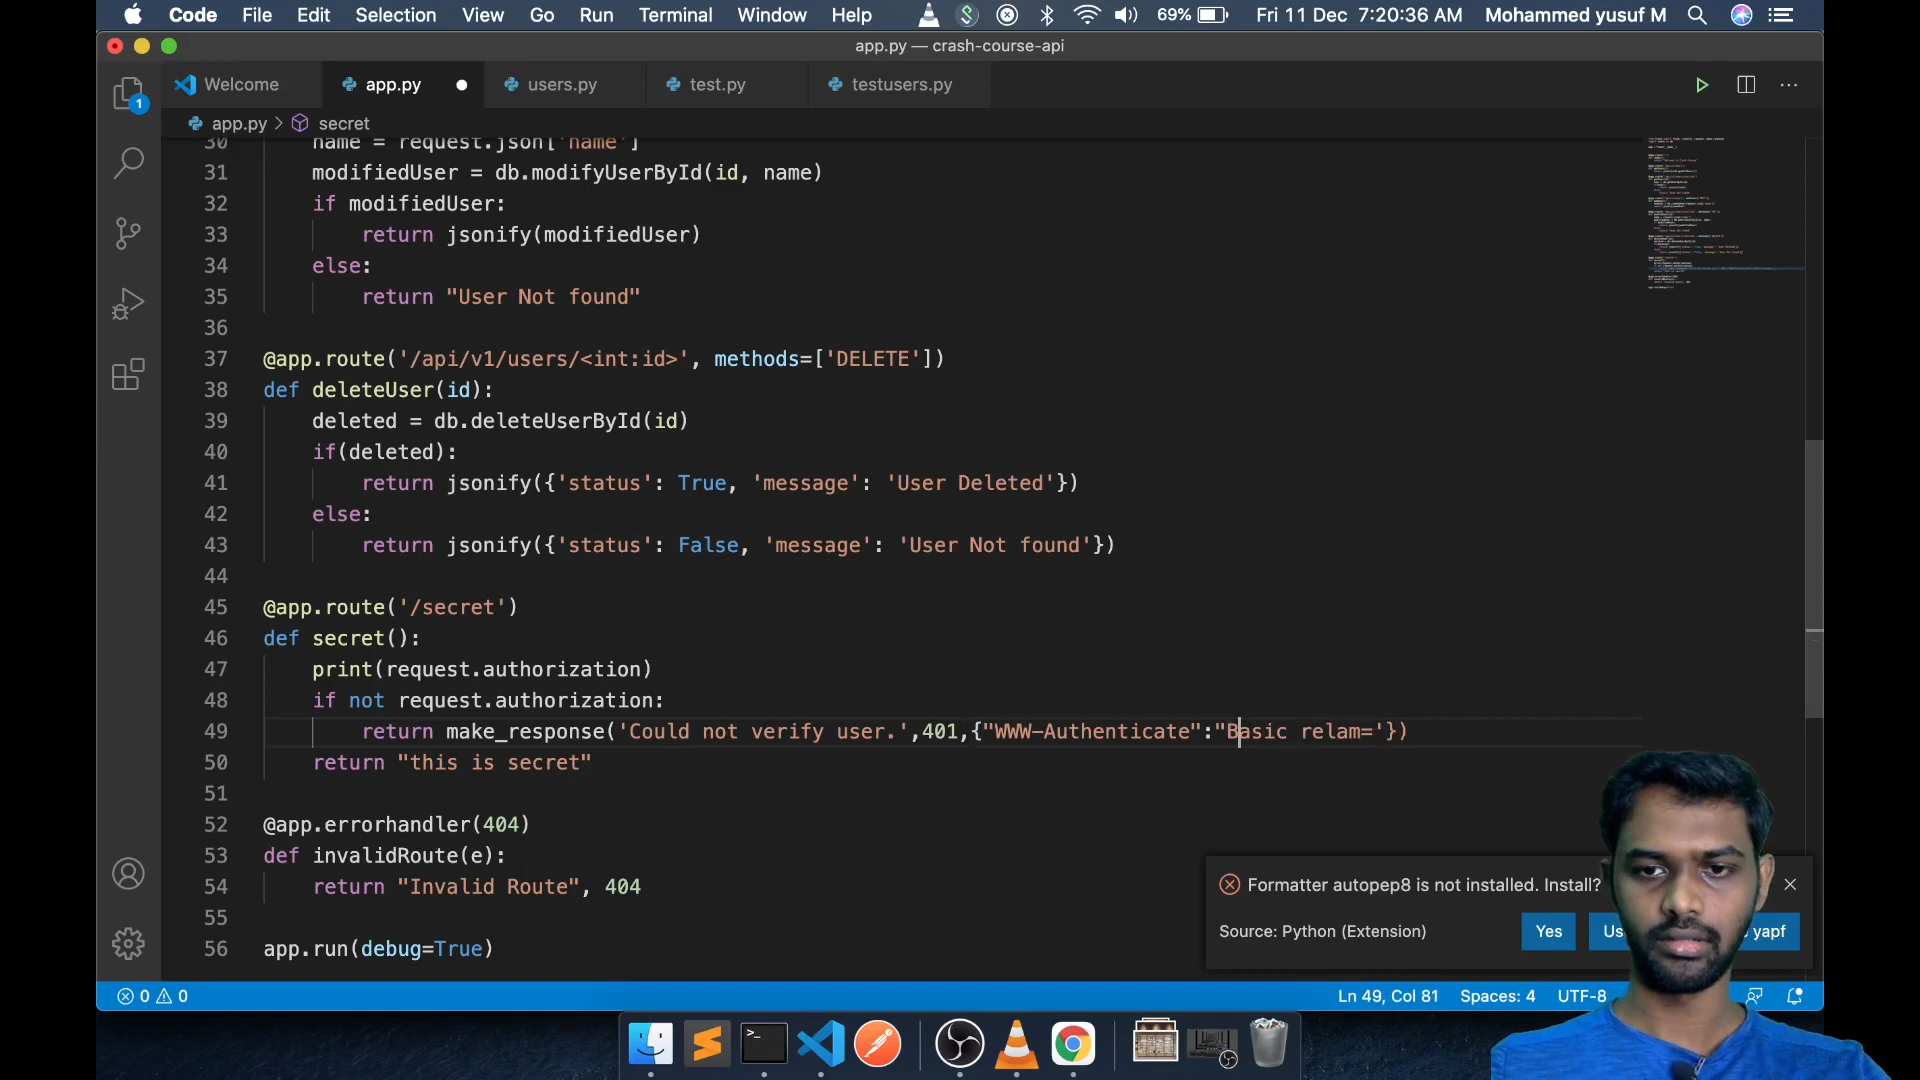 Code File Edit Selection View Go Run Terminal Window Help 69% Fri 11 Dec 7:20:36 AM Mohammed yusuf M
app.py — crash-course-api
Welcome app.py users.py test.py testusers.py
1
app.py > secret
30 name = request.json['name']
31 modifiedUser = db.modifyUserById(id, name)
32 if modifiedUser:
33 return jsonify(modifiedUser)
34 else:
35 return "User Not found"
36
37 @app.route('/api/v1/users/<int:id>', methods=['DELETE'])
38 def deleteUser(id):
39 deleted = db.deleteUserById(id)
40 if(deleted):
41 return jsonify({'status': True, 'message': 'User Deleted'})
42 else:
43 return jsonify({'status': False, 'message': 'User Not found'})
44
45 @app.route('/secret')
46 def secret():
47 print(request.authorization)
48 if not request.authorization:
49 return make_response('Could not verify user.',401,{"WWW-Authenticate":"Basic relam='})
50 return "this is secret"
51
52 @app.errorhandler(404)
53 def invalidRoute(e):
54 return "Invalid Route", 404
55
56 app.run(debug=True)
Formatter autopep8 is not installed. Install?
Source: Python (Extension) Yes yapf
0 0 Ln 49, Col 81 Spaces: 4 UTF-8